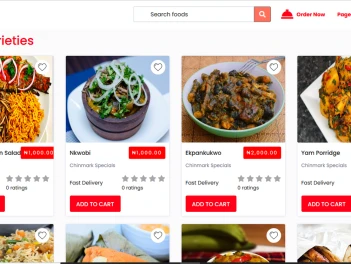 Search foods
Order Now
Page
rieties
n Salad
₦1,000.00
Nkwobi
₦1,000.00
Ekpankukwo
₦2,000.00
Yam Porridge
Chinmark Specials
Chinmark Specials
Chinmark Specials
Fast Delivery
Fast Delivery
Fast Delivery
0 ratings
0 ratings
0 ratings
ADD TO CART
ADD TO CART
ADD TO CART